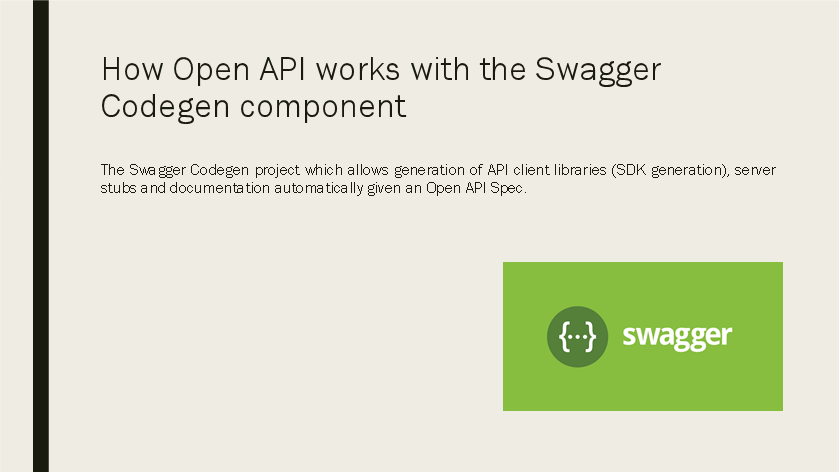 How Open API works with the Swagger
Codegen component
The Swagger Codegen project which allows generation of API client libraries (SDK generation), server
stubs and documentation automatically given an Open API Spec.
{···} swagger